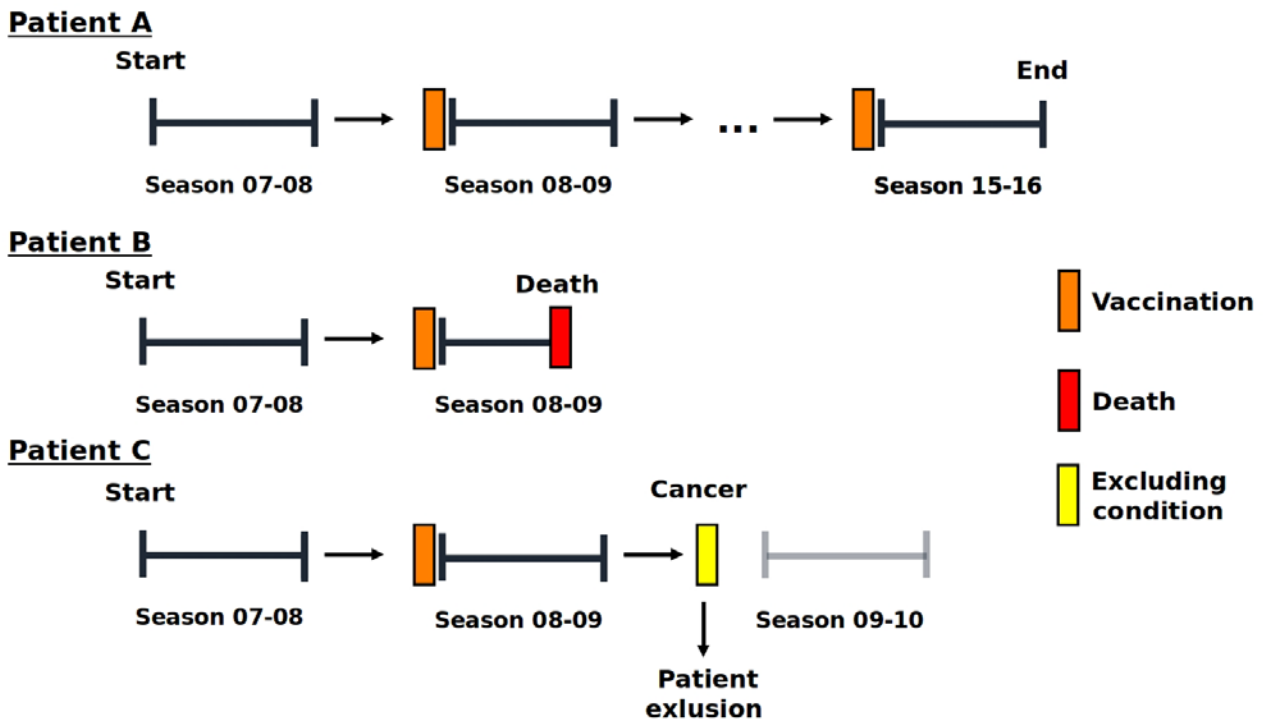 Patient A
Start
End
...
Season 07-08
Season 08-09
Season 15-16
Patient B
Start
Death
Season 07-08
Season 08-09
Vaccination
Death
Excluding
condition
Patient C
Start
Cancer
Season 07-08
Season 08-09
Season 09-10
Patient
exlusion